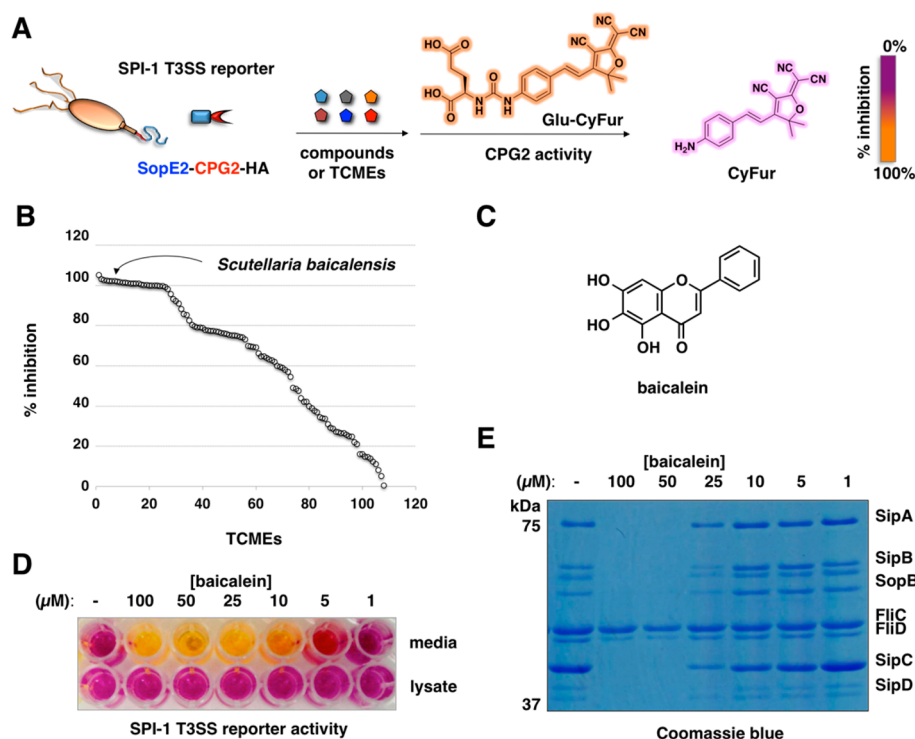 A
SPI-1 T3SS reporter
SopE2-CPG2-HA
compounds
or TCMEs
HO
O
HO
O
N
H
O
N
H
CN
NC
CN
O
Glu-CyFur
CPG2 activity
H₂N
CN
NC
CN
O
CyFur
0%
% inhibition
100%
B
120
100
80
60
40
20
0
% inhibition
Scutellaria baicalensis
0 20 40 60 80 100 120
TCMEs
C
HO
HO
OH
O
O
baicalein
D
[baicalein]
(µM): - 100 50 25 10 5 1
media
lysate
SPI-1 T3SS reporter activity
E
[baicalein]
(µM): - 100 50 25 10 5 1
kDa
75
37
SipA
SipB
SopB
FliC
FliD
SipC
SipD
Coomassie blue